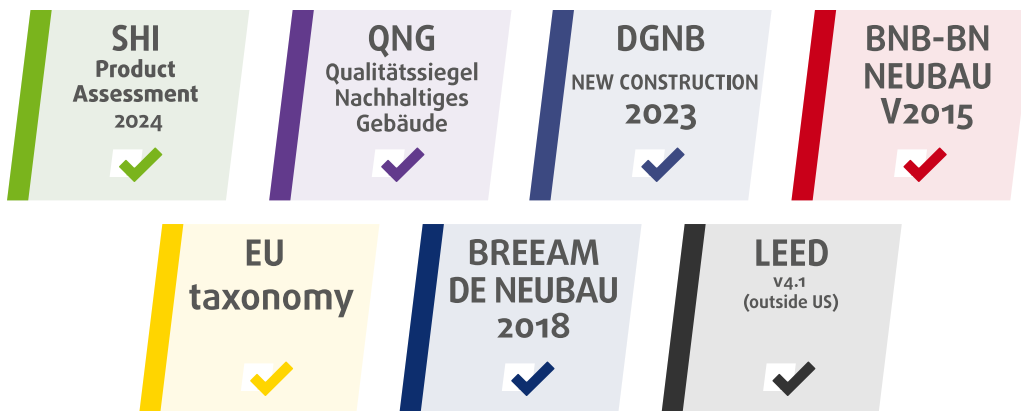 SHI
Product
Assessment
2024
QNG
Qualitätssiegel
Nachhaltiges
Gebäude
DGNB
NEW CONSTRUCTION
2023
BNB-BN
NEUBAU
V2015
EU
taxonomy
BREEAM
DE NEUBAU
2018
LEED
v4.1
(outside US)